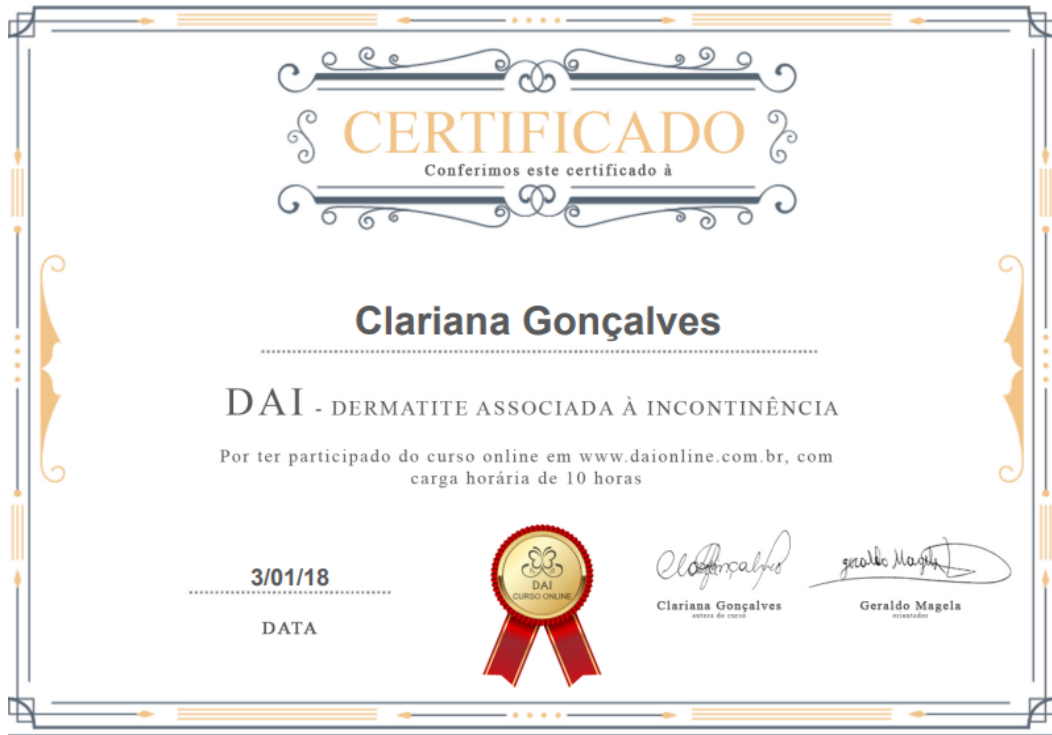 CERTIFICADO
Conferimos este certificado à
Clariana Gonçalves
DAI - DERMATITE ASSOCIADA À INCONTINÊNCIA
Por ter participado do curso online em www.daionline.com.br, com
carga horária de 10 horas
3/01/18
DATA
DAI
CURSO ONLINE
Clariana Gonçalves
autora do curso
geraldo Magela
Geraldo Magela
orientador